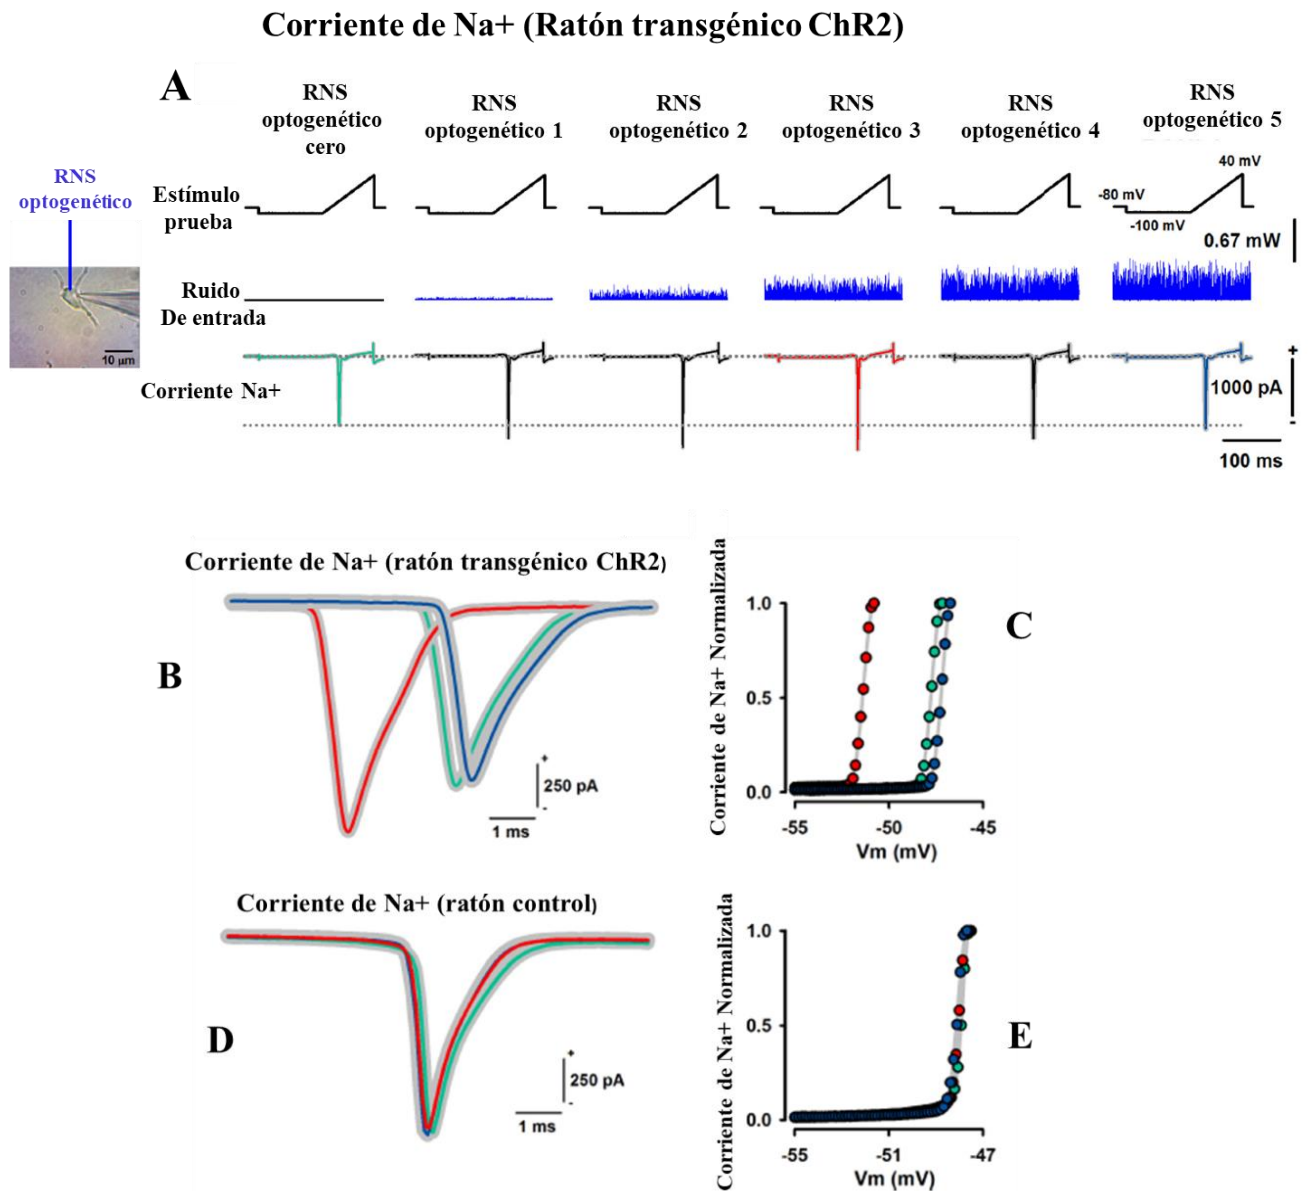 Corriente de Na+ (Ratón transgénico ChR2)
A
RNS
optogenético
cero
RNS
optogenético 1
RNS
optogenético 2
RNS
optogenético 3
RNS
optogenético 4
RNS
optogenético 5
RNS
optogenético
10 μm
Estímulo
prueba
-80 mV
40 mV
-100 mV
0.67 mW
Ruido
De entrada
Corriente Na+
+
1000 pA
-
100 ms
Corriente de Na+ (ratón transgénico ChR2)
B
+
250 pA
-
1 ms
C
Corriente de Na+ Normalizada
1.0
0.5
0.0
-55
-50
-45
Vm (mV)
Corriente de Na+ (ratón control)
D
+
250 pA
-
1 ms
E
Corriente de Na+ Normalizada
1.0
0.5
0.0
-55
-51
-47
Vm (mV)